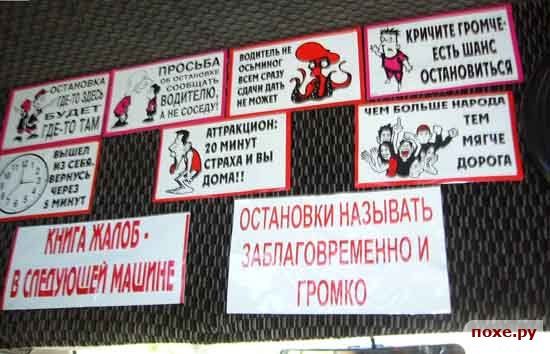 ОСТАНОВКА
ГДЕ-ТО ЗДЕСЬ
БУДЕТ
ГДЕ-ТО ТАМ
ПРОСЬБА
ОБ ОСТАНОВКЕ
СООБЩАТЬ
ВОДИТЕЛЮ,
А НЕ СОСЕДУ!
ВОДИТЕЛЬ НЕ
ОСЬМИНОГ
ВСЕМ СРАЗУ
СДАЧИ ДАТЬ
НЕ МОЖЕТ
КРИЧИТЕ ГРОМЧЕ-
ЕСТЬ ШАНС
ОСТАНОВИТЬСЯ
ВЫШЕЛ
ИЗ СЕБЯ.
ВЕРНУСЬ
ЧЕРЕЗ
5 МИНУТ
АТТРАКЦИОН:
20 МИНУТ
СТРАХА И ВЫ
ДОМА!!
ЧЕМ БОЛЬШЕ НАРОДА
ТЕМ
МЯГЧЕ
ДОРОГА
КНИГА ЖАЛОБ -
В СЛЕДУЮЩЕЙ МАШИНЕ
ОСТАНОВКИ НАЗЫВАТЬ
ЗАБЛАГОВРЕМЕННО И
ГРОМКО
похе.ру